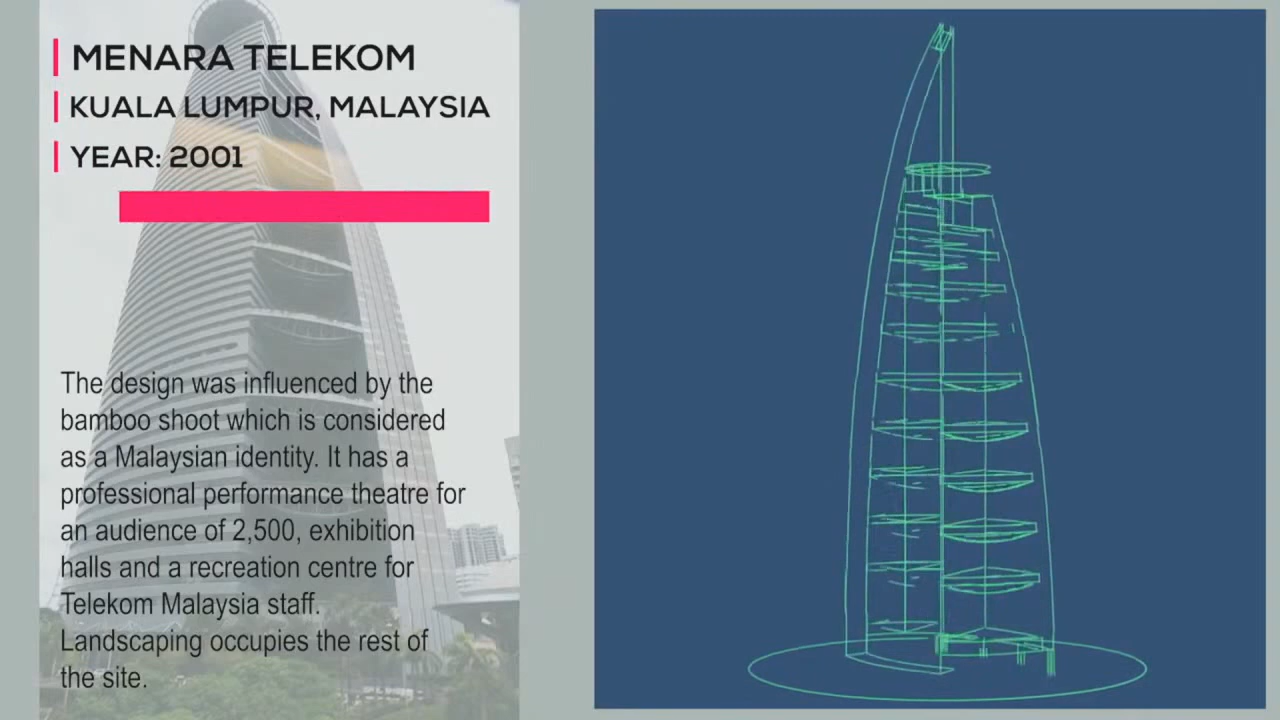 MENARA TELEKOM
KUALA LUMPUR, MALAYSIA
YEAR: 2001
The design was influenced by the
bamboo shoot which is considered
as a Malaysian identity. It has a
professional performance theatre for
an audience of 2,500, exhibition
halls and a recreation centre for
Telekom Malaysia staff.
Landscaping occupies the rest of
the site.